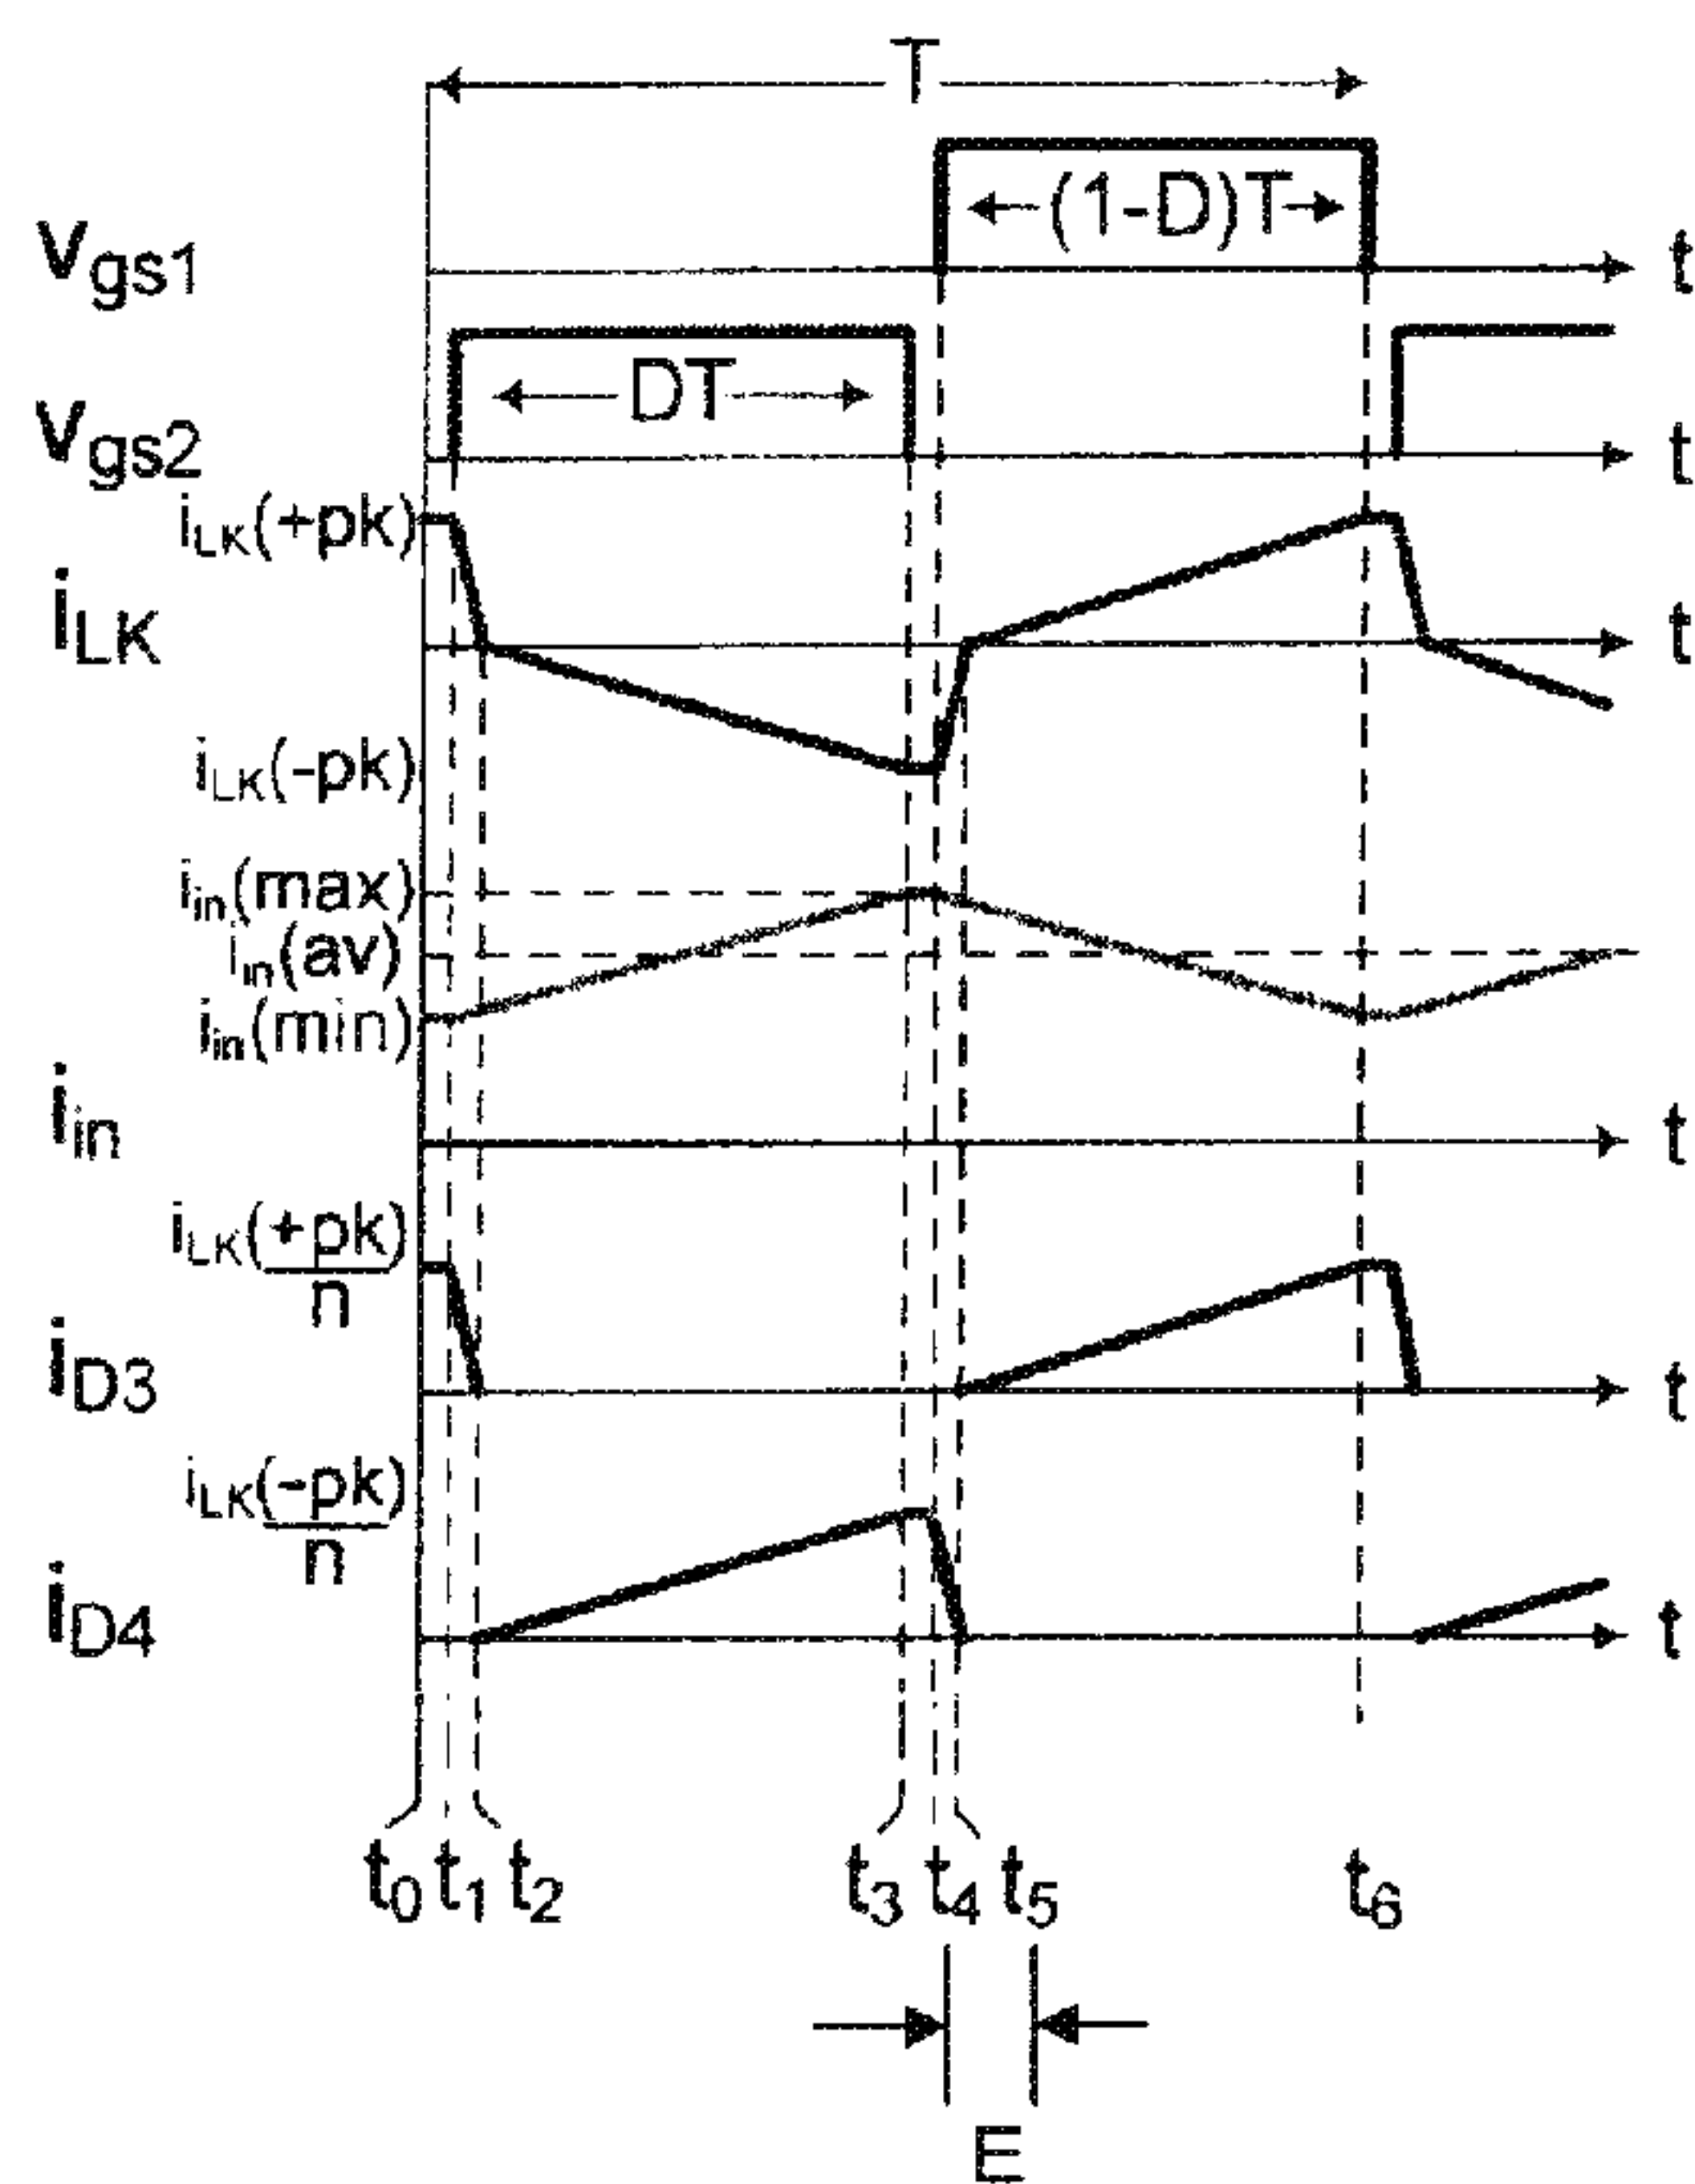 T
(1-D)T
vgs1 t
DT
vgs2 t
iLK(+pk)
iLK t
iLK(-pk)
iin(max)
iin(av)
iin(min)
iin t
iLK(+pk)
n
iD3 t
iLK(-pk)
n
iD4 t
t0 t1 t2 t3 t4 t5 t6
E